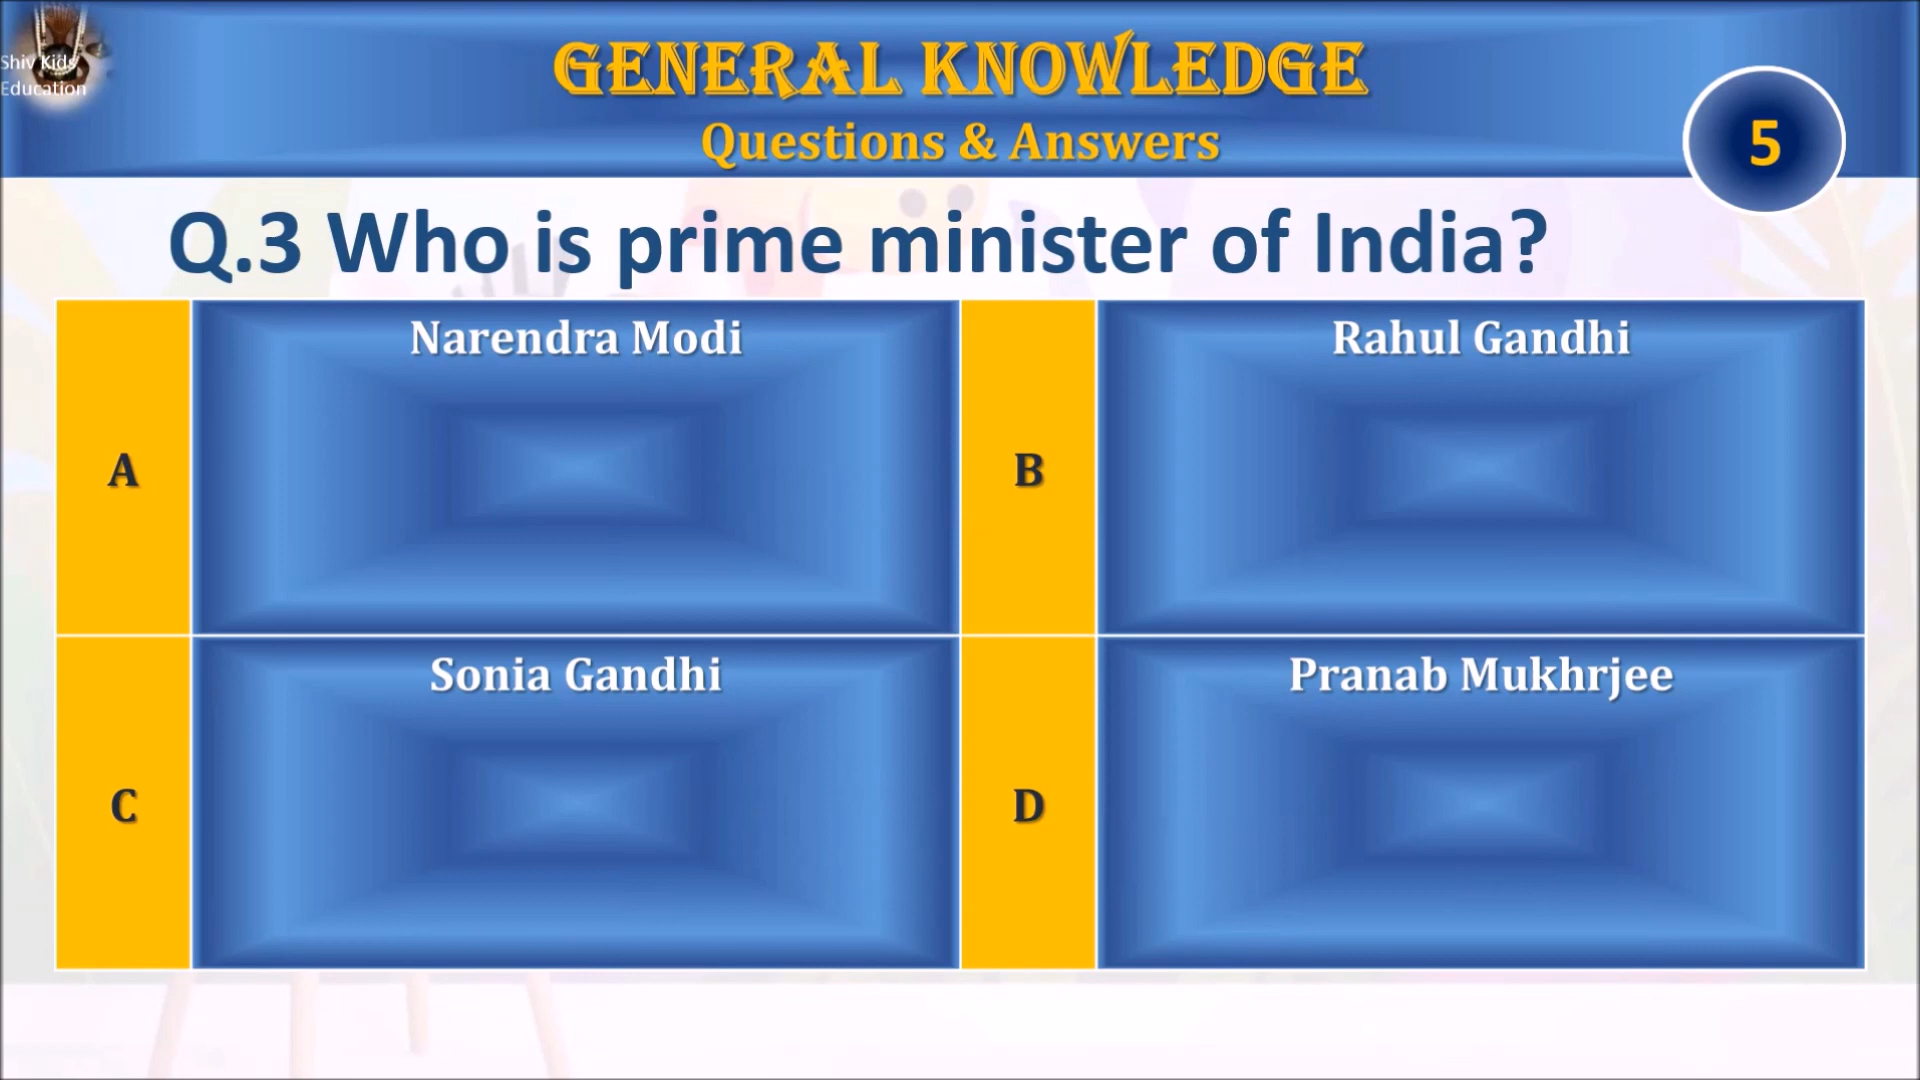 Shiv Kids
Education
GENERAL KNOWLEDGE
Questions & Answers
5
Q.3 Who is prime minister of India?
A
Narendra Modi
B
Rahul Gandhi
C
Sonia Gandhi
D
Pranab Mukhrjee